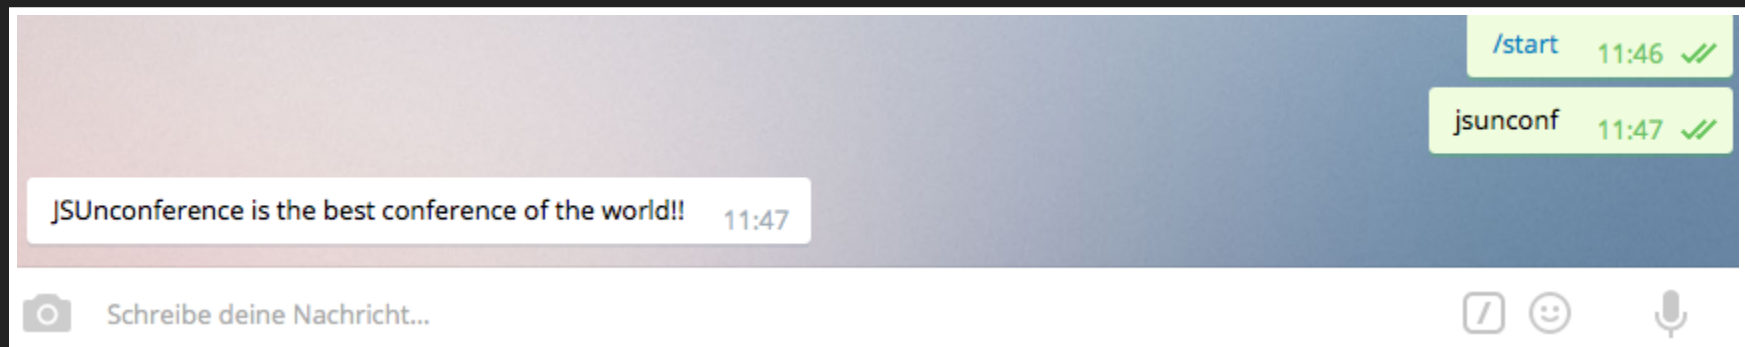 /start 11:46
jsunconf 11:47
JSUnconference is the best conference of the world!! 11:47
Schreibe deine Nachricht...